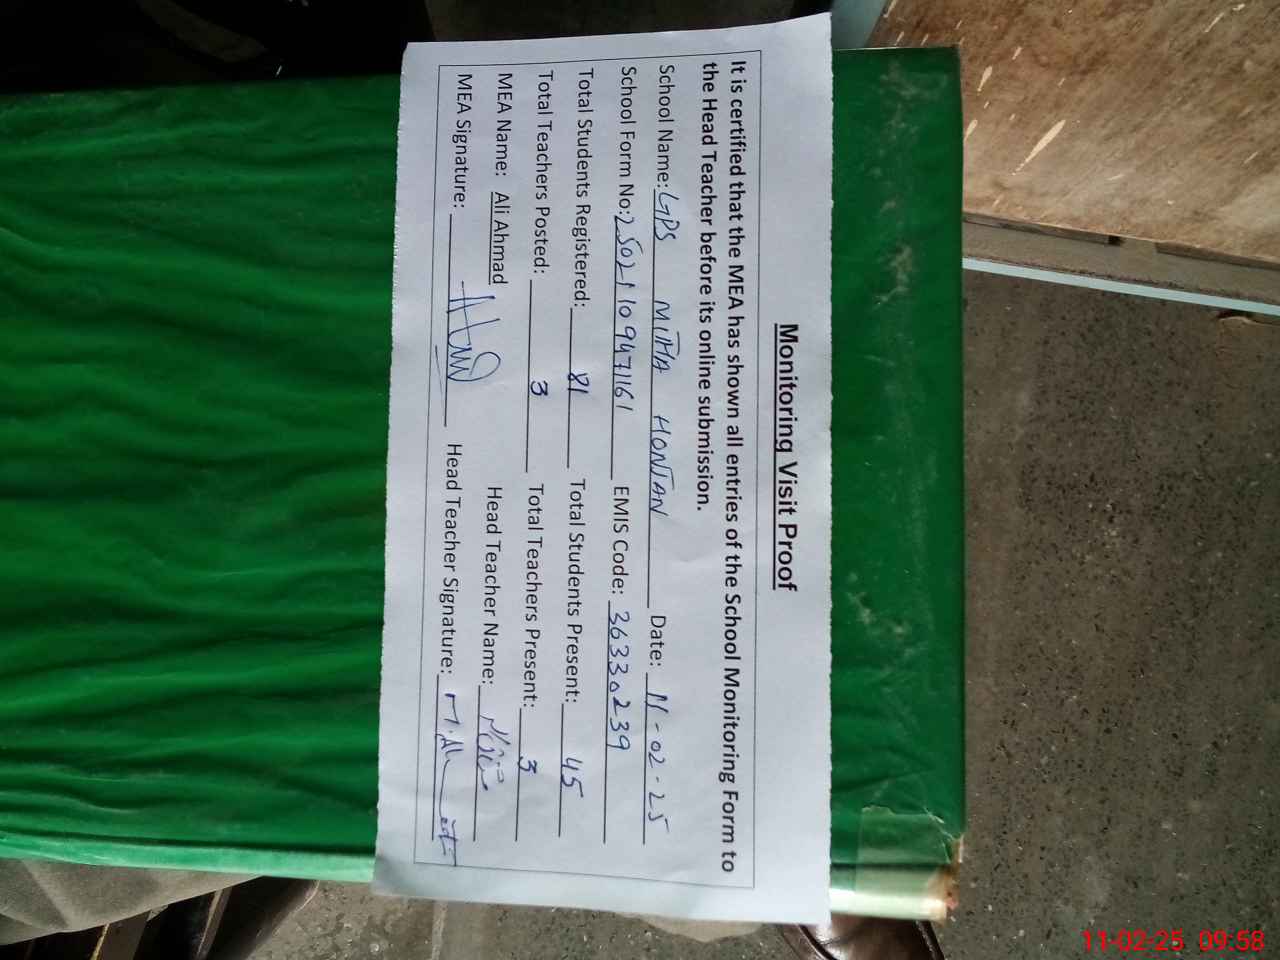 Monitoring Visit Proof
It is certified that the MEA has shown all entries of the School Monitoring Form to
the Head Teacher before its online submission.
School Name: GPS MITHA HONTAN Date: 11-02-25
School Form No: 25021109471161 EMIS Code: 36330239
Total Students Registered: 81 Total Students Present: 45
Total Teachers Posted: 3 Total Teachers Present: 3
MEA Name: Ali Ahmad Head Teacher Name:
MEA Signature: Head Teacher Signature:
11-02-25 09:58